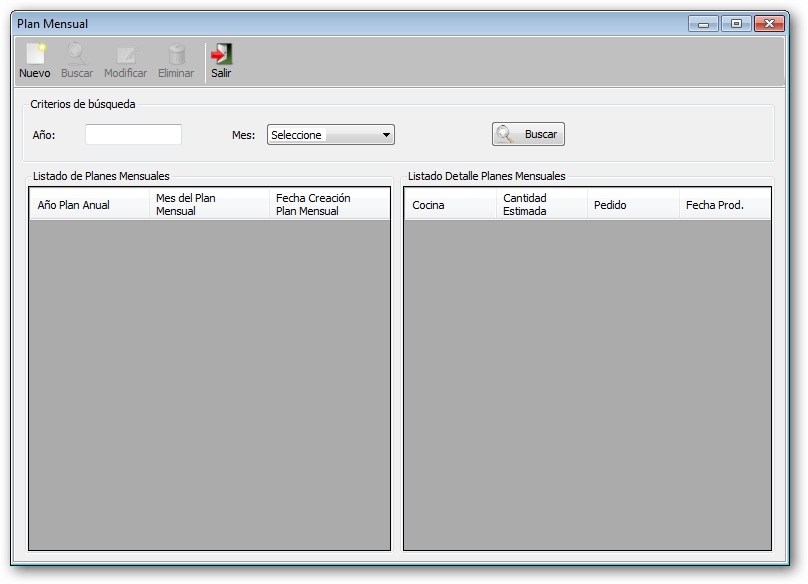 Plan Mensual
Nuevo Buscar Modificar Eliminar Salir
Criterios de búsqueda
Año: Mes: Seleccione Buscar
Listado de Planes Mensuales
Año Plan Anual
Mes del Plan
Mensual
Fecha Creación
Plan Mensual
Listado Detalle Planes Mensuales
Cocina
Cantidad
Estimada
Pedido
Fecha Prod.